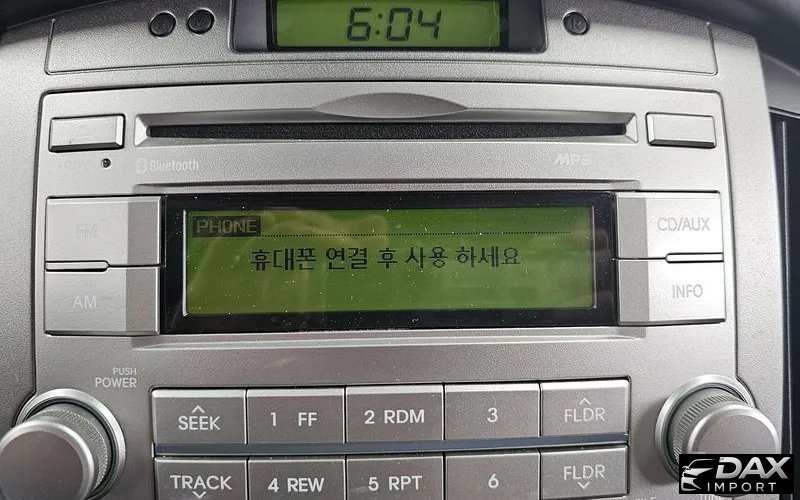 6:04
Bluetooth
MP3
PHONE
휴대폰 연결 후 사용 하세요
FM
CD/AUX
AM
INFO
PUSH
POWER
SEEK
1 FF
2 RDM
3
FLDR
TRACK
4 REW
5 RPT
6
FLDR
DAX
IMPORT